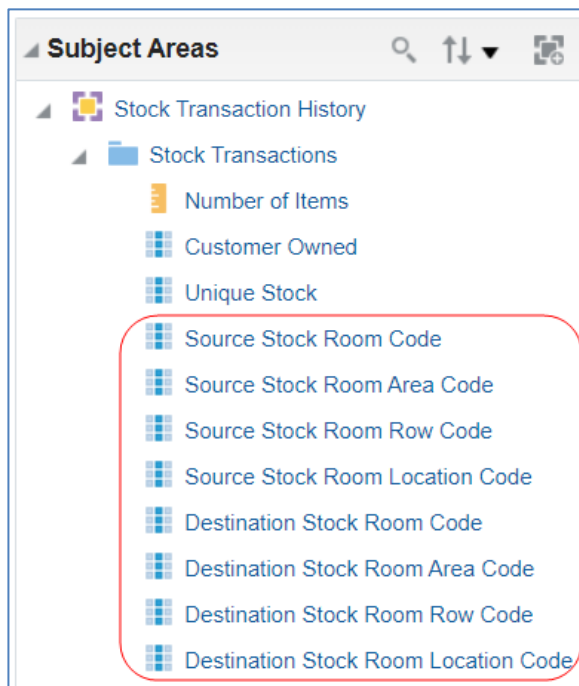 Subject Areas
Stock Transaction History
Stock Transactions
Number of Items
Customer Owned
Unique Stock
Source Stock Room Code
Source Stock Room Area Code
Source Stock Room Row Code
Source Stock Room Location Code
Destination Stock Room Code
Destination Stock Room Area Code
Destination Stock Room Row Code
Destination Stock Room Location Code